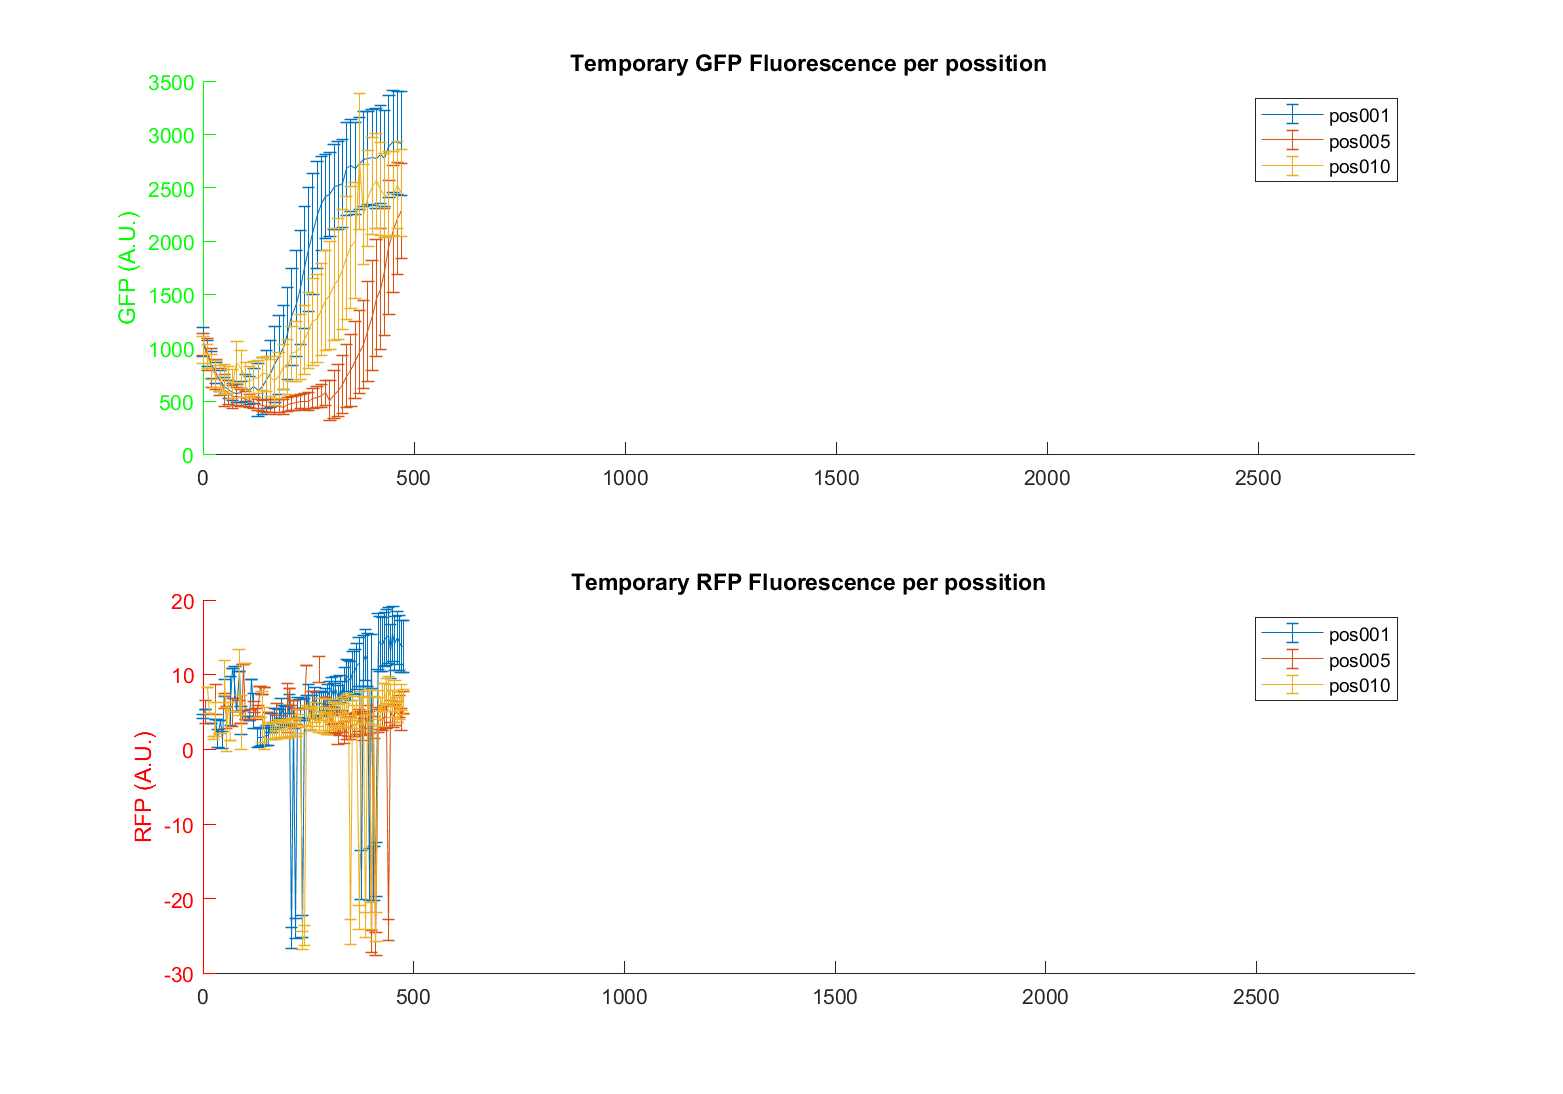 Temporary GFP Fluorescence per possition
3500
3000
2500
2000
1500
1000
500
0
GFP (A.U.)
0 500 1000 1500 2000 2500
pos001
pos005
pos010
Temporary RFP Fluorescence per possition
20
10
0
-10
-20
-30
RFP (A.U.)
0 500 1000 1500 2000 2500
pos001
pos005
pos010